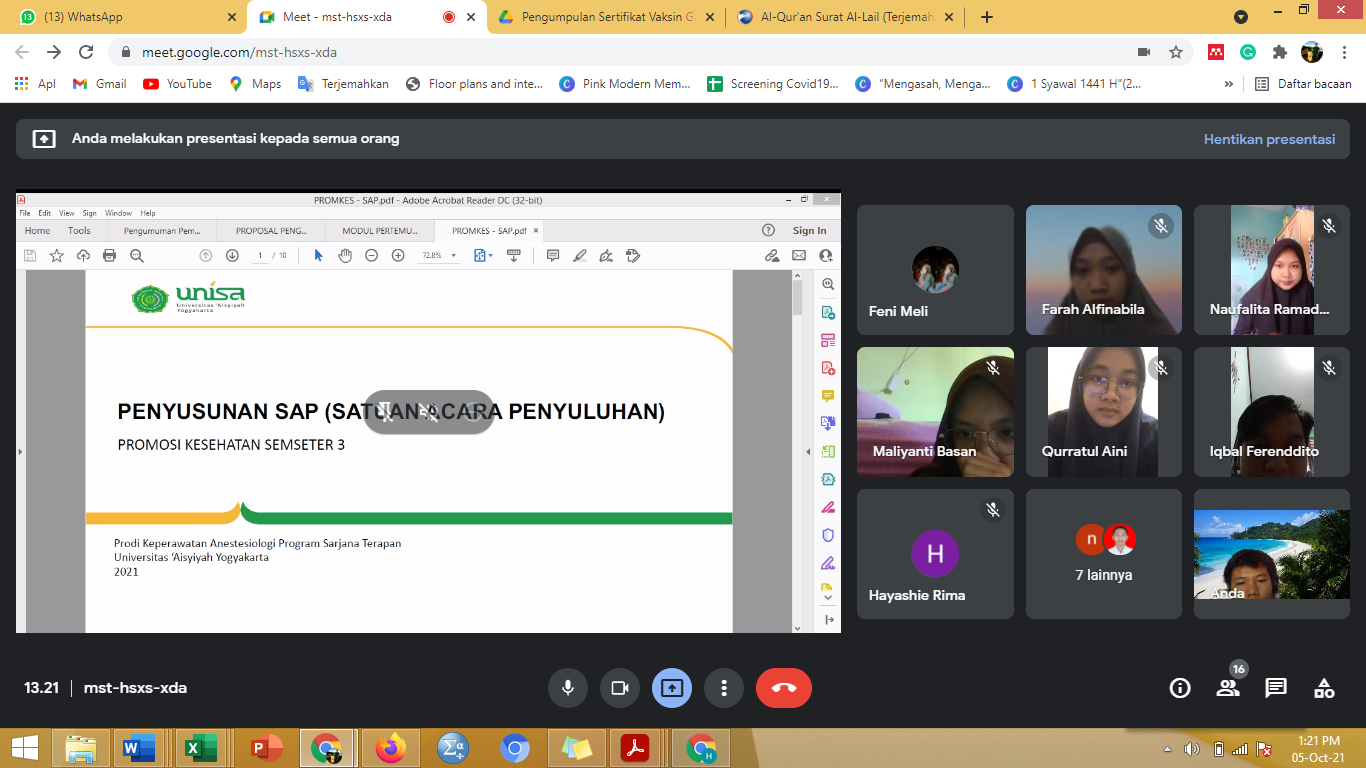 (13) WhatsApp
Meet - mst-hsxs-xda
Pengumpulan Sertifikat Vaksin Ga
Al-Qur'an Surat Al-Lail (Terjemah
meet.google.com/mst-hsxs-xda
Apl
Gmail
YouTube
Maps
Terjemahkan
Floor plans and inte...
Pink Modern Mem...
Screening Covid19...
"Mengasah, Menga...
1 Syawal 1441 H"(2...
»
Daftar bacaan
Anda melakukan presentasi kepada semua orang
Hentikan presentasi
PROMKES - SAP.pdf - Adobe Acrobat Reader DC (32-bit)
File Edit View Sign Window Help
Home
Tools
Pengumuman Pem...
PROPOSAL PENG...
MODUL PERTEMU...
PROMKES - SAP.pdf
Sign In
1 / 10
72.8%
unisa
Universitas 'Aisyiyah
Yogyakarta
PENYUSUNAN SAP (SATUAN ACARA PENYULUHAN)
PROMOSI KESEHATAN SEMSETER 3
Prodi Keperawatan Anestesiologi Program Sarjana Terapan
Universitas 'Aisyiyah Yogyakarta
2021
Feni Meli
Farah Alfinabila
Naufalita Ramad...
Maliyanti Basan
Qurratul Aini
Iqbal Ferenddito
H
Hayashie Rima
n
7 lainnya
Anda
13.21
mst-hsxs-xda
16
1:21 PM
05-Oct-21